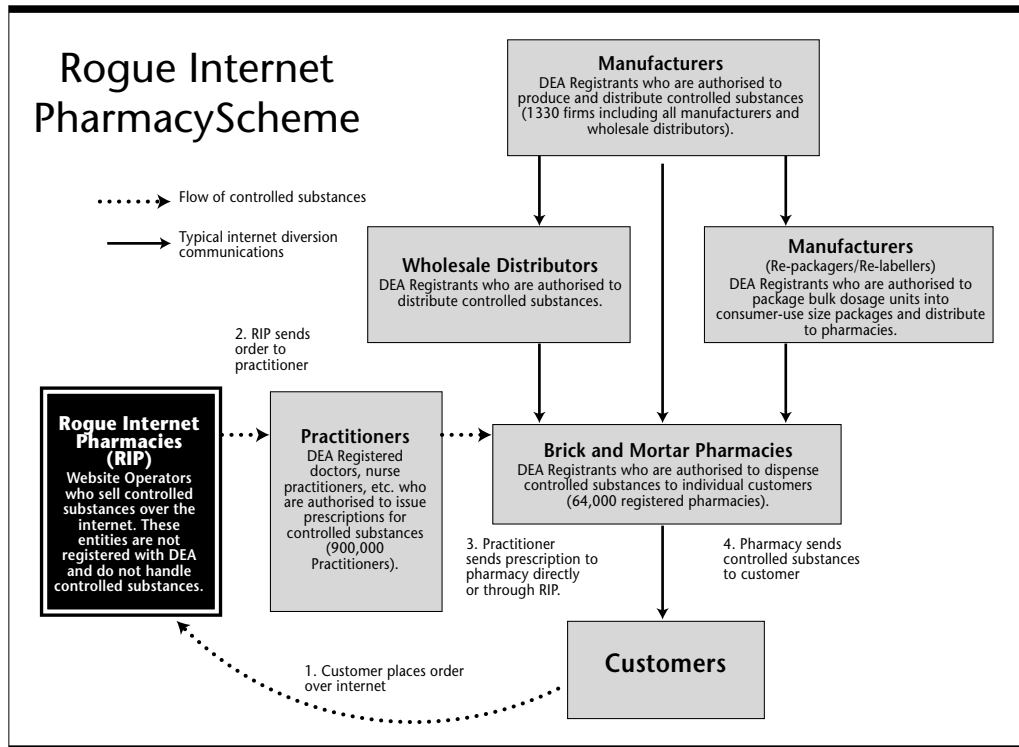 Rogue Internet
PharmacyScheme
Manufacturers
DEA Registrants who are authorised to
produce and distribute controlled substances
(1330 firms including all manufacturers and
wholesale distributors).
Flow of controlled substances
Typical internet diversion
communications
Wholesale Distributors
DEA Registrants who are authorised to
distribute controlled substances.
Manufacturers
(Re-packagers/Re-labellers)
DEA Registrants who are authorised to
package bulk dosage units into
consumer-use size packages and distribute
to pharmacies.
2. RIP sends
order to
practitioner
Rogue Internet
Pharmacies
(RIP)
Website Operators
who sell controlled
substances over the
internet. These
entities are not
registered with DEA
and do not handle
controlled substances.
Practitioners
DEA Registered
doctors, nurse
practitioners, etc. who
are authorised to issue
prescriptions for
controlled substances
(900,000
Practitioners).
Brick and Mortar Pharmacies
DEA Registrants who are authorised to dispense
controlled substances to individual customers
(64,000 registered pharmacies).
3. Practitioner
sends prescription to
pharmacy directly
or through RIP.
4. Pharmacy sends
controlled substances
to customer
1. Customer places order
over internet
Customers